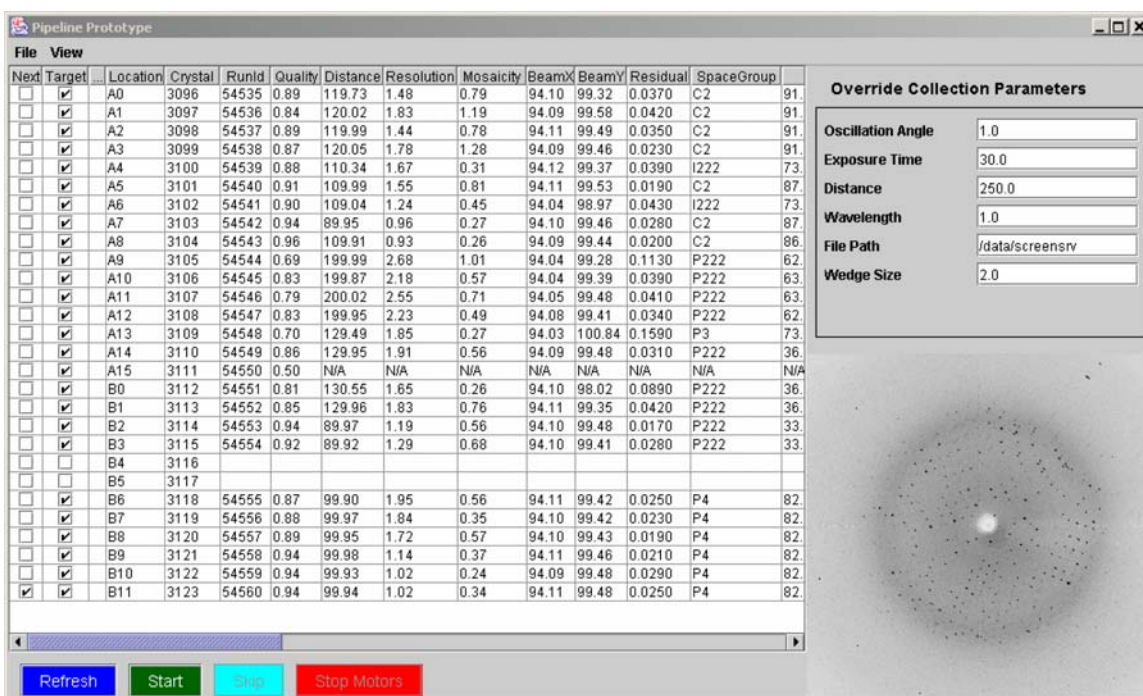 Pipeline Prototype
File View
Next Target ... Location Crystal RunId Quality Distance Resolution Mosaicity BeamX BeamY Residual SpaceGroup
A0 3096 54535 0.89 119.73 1.48 0.79 94.10 99.32 0.0370 C2 91.
A1 3097 54536 0.84 120.02 1.83 1.19 94.09 99.58 0.0420 C2 91.
A2 3098 54537 0.89 119.99 1.44 0.78 94.11 99.49 0.0350 C2 91.
A3 3099 54538 0.87 120.05 1.78 1.28 94.09 99.46 0.0230 C2 91.
A4 3100 54539 0.88 110.34 1.67 0.31 94.12 99.37 0.0390 I222 73.
A5 3101 54540 0.91 109.99 1.55 0.81 94.11 99.53 0.0190 C2 87.
A6 3102 54541 0.90 109.04 1.24 0.45 94.04 98.97 0.0430 I222 73.
A7 3103 54542 0.94 89.95 0.96 0.27 94.10 99.46 0.0280 C2 87.
A8 3104 54543 0.96 109.91 0.93 0.26 94.09 99.44 0.0200 C2 86.
A9 3105 54544 0.69 199.99 2.68 1.01 94.04 99.28 0.1130 P222 62.
A10 3106 54545 0.83 199.87 2.18 0.57 94.04 99.39 0.0390 P222 63.
A11 3107 54546 0.79 200.02 2.55 0.71 94.05 99.48 0.0410 P222 63.
A12 3108 54547 0.83 199.95 2.23 0.49 94.08 99.41 0.0340 P222 62.
A13 3109 54548 0.70 129.49 1.85 0.27 94.03 100.84 0.1590 P3 73.
A14 3110 54549 0.86 129.95 1.91 0.56 94.09 99.48 0.0310 P222 36.
A15 3111 54550 0.50 N/A N/A N/A N/A N/A N/A N/A N/A
B0 3112 54551 0.81 130.55 1.65 0.26 94.10 98.02 0.0890 P222 36.
B1 3113 54552 0.85 129.96 1.83 0.76 94.11 99.35 0.0420 P222 36.
B2 3114 54553 0.94 89.97 1.19 0.56 94.10 99.48 0.0170 P222 33.
B3 3115 54554 0.92 89.92 1.29 0.68 94.10 99.41 0.0280 P222 33.
B4 3116
B5 3117
B6 3118 54555 0.87 99.90 1.95 0.56 94.11 99.42 0.0250 P4 82.
B7 3119 54556 0.88 99.97 1.84 0.35 94.10 99.42 0.0230 P4 82.
B8 3120 54557 0.89 99.95 1.72 0.57 94.10 99.43 0.0190 P4 82.
B9 3121 54558 0.94 99.98 1.14 0.37 94.11 99.46 0.0210 P4 82.
B10 3122 54559 0.94 99.93 1.02 0.24 94.09 99.48 0.0290 P4 82.
B11 3123 54560 0.94 99.94 1.02 0.34 94.11 99.48 0.0250 P4 82.
Refresh Start Skip Stop Motors
Override Collection Parameters
Oscillation Angle 1.0
Exposure Time 30.0
Distance 250.0
Wavelength 1.0
File Path /data/screensrv
Wedge Size 2.0